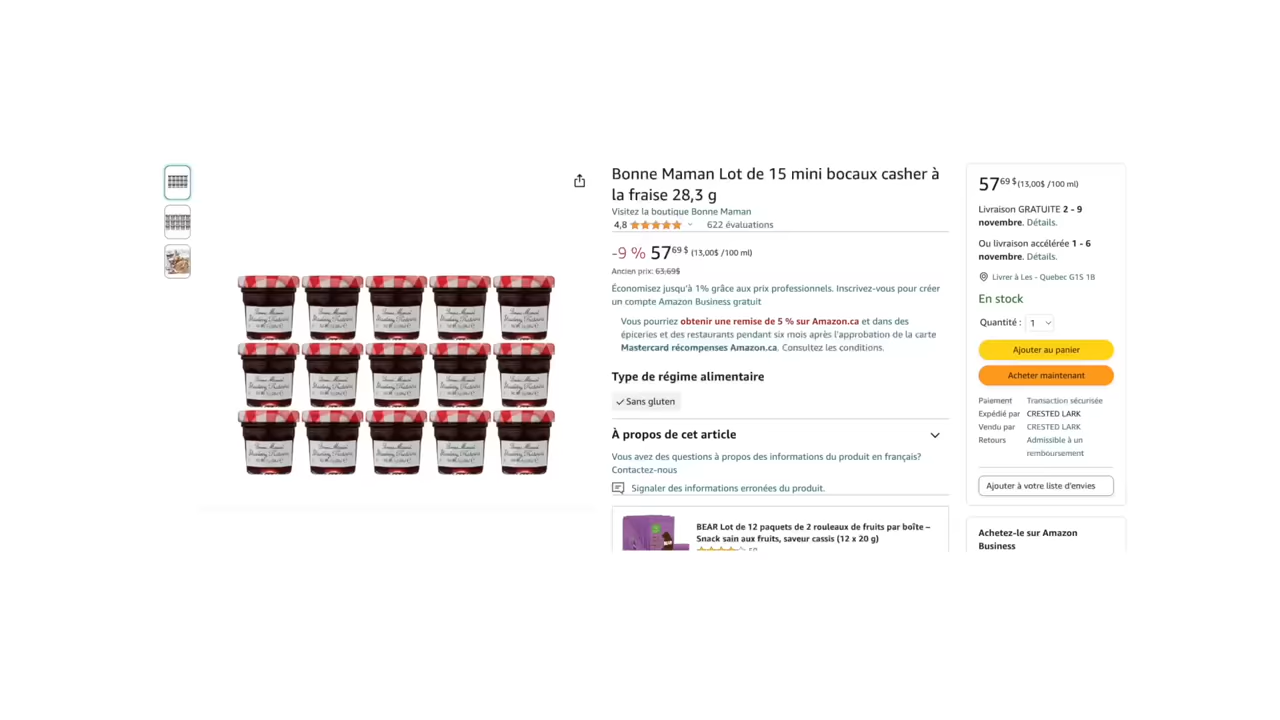 Bonne Maman Lot de 15 mini bocaux casher à
la fraise 28,3 g
Visitez la boutique Bonne Maman
4,8 622 évaluations
-9 % 57 69 $ (13,00$ /100 ml)
Ancien prix: 63,69$
Économisez jusqu'à 1% grâce aux prix professionnels. Inscrivez-vous pour créer
un compte Amazon Business gratuit
Vous pourriez obtenir une remise de 5 % sur Amazon.ca et dans des
épiceries et des restaurants pendant six mois après l'approbation de la carte
Mastercard récompenses Amazon.ca. Consultez les conditions.
Type de régime alimentaire
Sans gluten
À propos de cet article
Vous avez des questions à propos des informations du produit en français?
Contactez-nous
Signaler des informations erronées du produit.
BEAR Lot de 12 paquets de 2 rouleaux de fruits par boîte –
Snack sain aux fruits, saveur cassis (12 x 20 g)
57 69 $ (13,00$ /100 ml)
Livraison GRATUITE 2 - 9
novembre. Détails.
Ou livraison accélérée 1 - 6
novembre. Détails.
Livrer à Les - Quebec G1S 1B
En stock
Quantité : 1
Ajouter au panier
Acheter maintenant
Paiement Transaction sécurisée
Expédié par CRESTED LARK
Vendu par CRESTED LARK
Retours Admissible à un
remboursement
Ajouter à votre liste d'envies
Achetez-le sur Amazon
Business